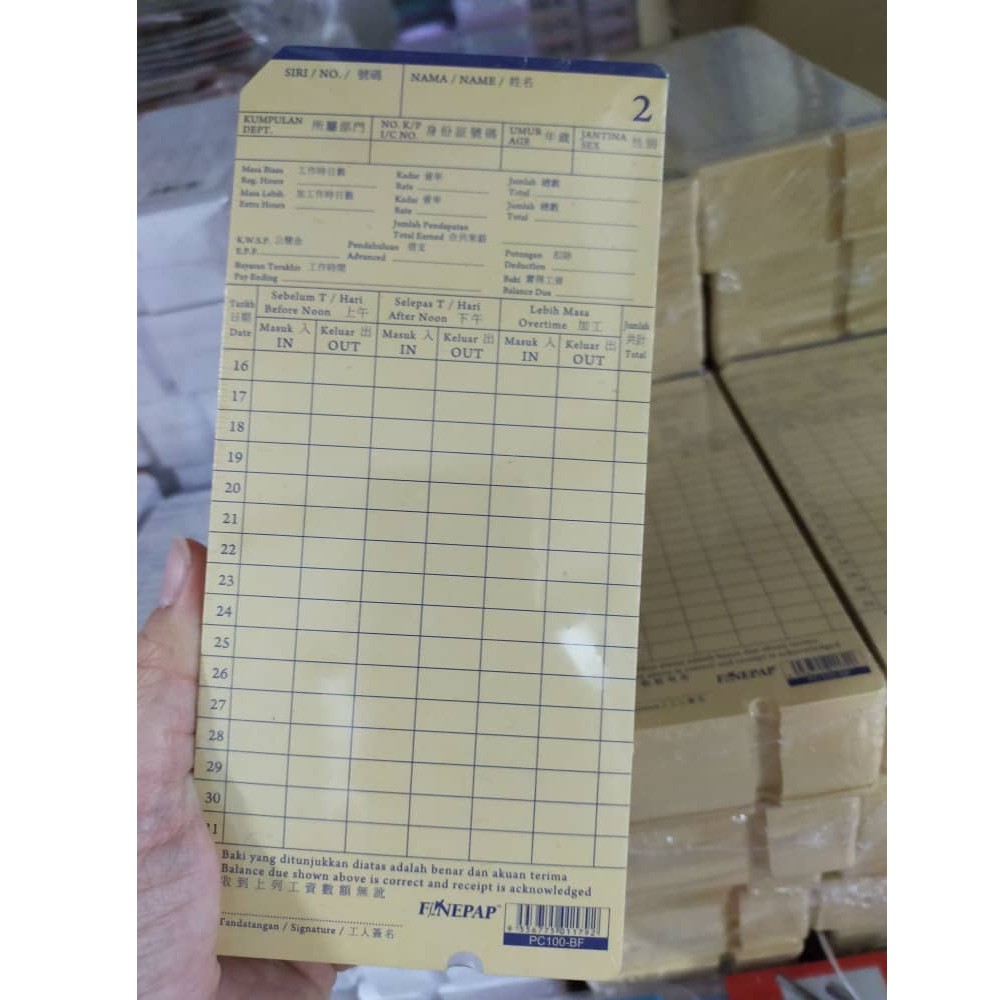 SIRI / NO. / 號碼
NAMA / NAME / 姓名
2
KUMPULAN 所屬部門
DEPT.
NO. K/P 身份証號碼
I/C NO.
UMUR 年歲
AGE
JANTINA 性別
SEX
Masa Biasa 工作時日數
Reg. Hours
Kadar 膏率
Rate
Jumlah 總數
Total
Masa Lebih 加工作時日數
Extra Hours
Kadar 膏率
Rate
Jumlah 總數
Total
Jumlah Pendapatan
Total Earned 合共來銀
K.W.S.P. 公積金
E.P.F.
Pendahuluan 借支
Advanced
Potongan 扣除
Deduction
Bayaran Terakhir 工作時間
Pay Ending
Baki 實得工資
Balance Due
Tarikh
日期
Date
Sebelum T / Hari
Before Noon 上午
Selepas T / Hari
After Noon 下午
Lebih Masa
Overtime 加工
Jumlah
共計
Total
Masuk 入
IN
Keluar 出
OUT
Masuk 入
IN
Keluar 出
OUT
Masuk 入
IN
Keluar 出
OUT
16
17
18
19
20
21
22
23
24
25
26
27
28
29
30
Baki yang ditunjukkan diatas adalah benar dan akuan terima
Balance due shown above is correct and receipt is acknowledged
收到上列工資數額無訛
Tandatangan / Signature / 工人簽名
FINEPAP
PC100-BF
FINEPAP